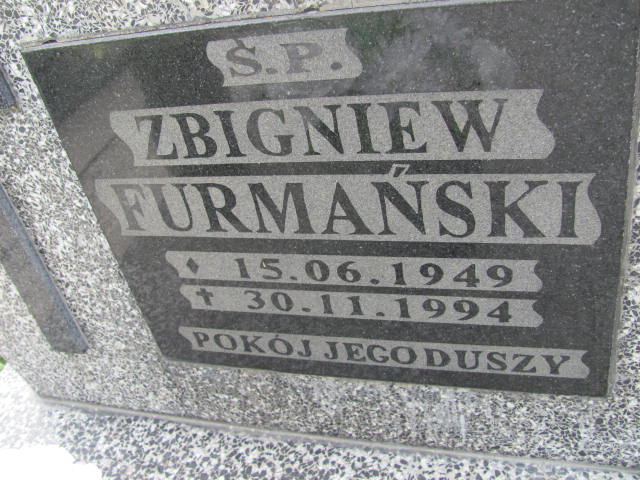 Ś.P.
ZBIGNIEW
FURMAŃSKI
♦ 15.06.1949
✝ 30.11.1994
POKÓJ JEGO DUSZY